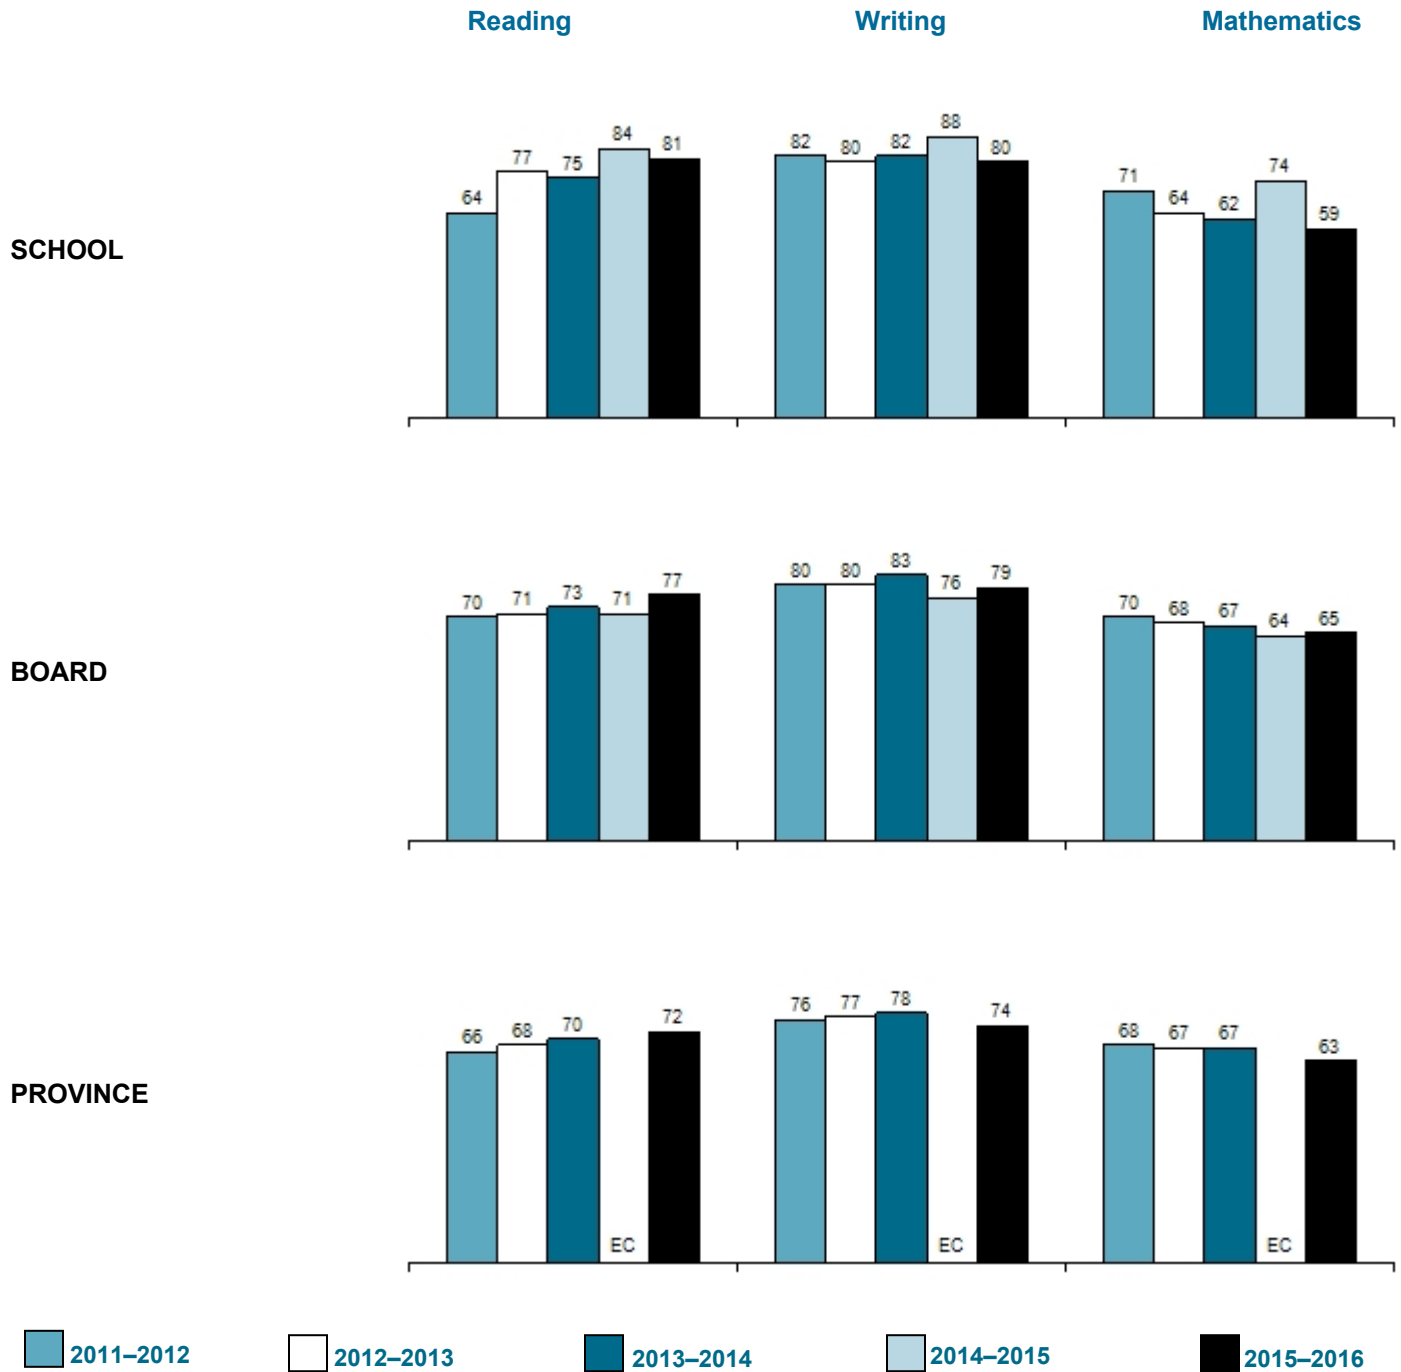 Reading Writing Mathematics
SCHOOL
64 77 75 84 81 82 80 82 88 80 71 64 62 74 59
BOARD
70 71 73 71 77 80 80 83 76 79 70 68 67 64 65
PROVINCE
66 68 70 EC 72 76 77 78 EC 74 68 67 67 EC 63
2011–2012 2012–2013 2013–2014 2014–2015 2015–2016